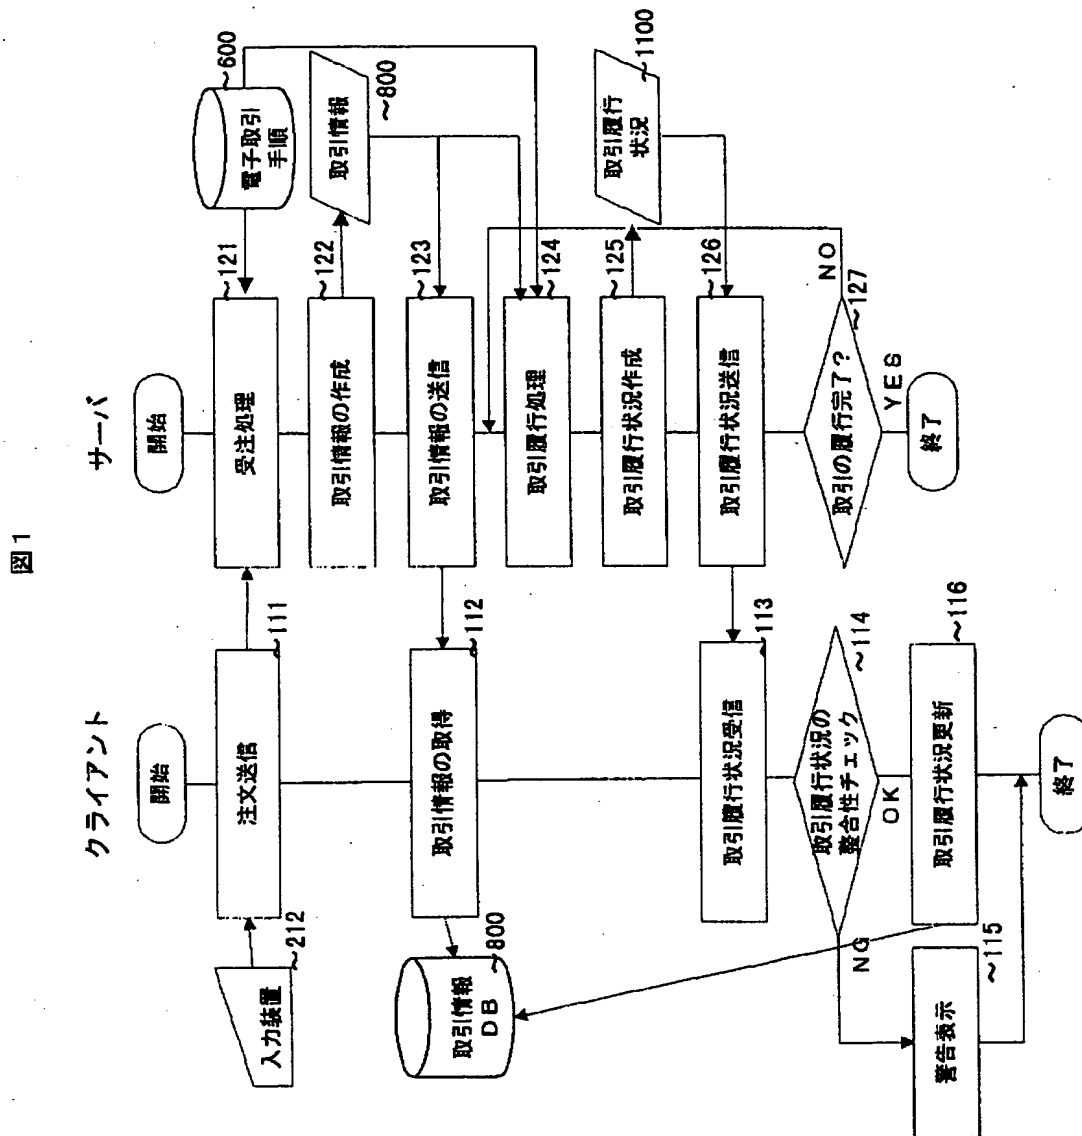 図1
クライアント
サーバ
開始
注文送信
111
入力装置
212
取引情報の取得
112
取引情報
DB
800
取引履行状況受信
113
取引履行状況の
整合性チェック
114
OK
NG
取引履行状況更新
116
警告表示
115
終了
開始
受注処理
121
電子取引
手順
600
取引情報の作成
122
取引情報
800
取引情報の送信
123
取引履行処理
124
取引履行状況作成
125
取引履行
状況
1100
取引履行状況送信
126
取引の履行完了?
127
NO
YES
終了